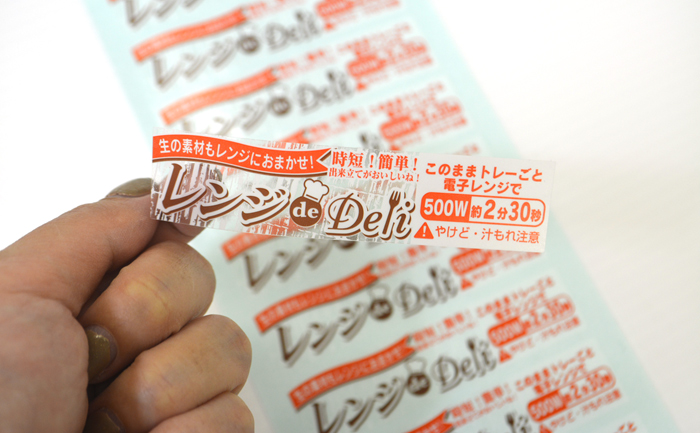 生の素材もレンジにおまかせ!
時短!簡単!
出来立てがおいしいね!
レンジ de Deli
このままトレーごと
電子レンジで
500W 約2分30秒
やけど・汁もれ注意